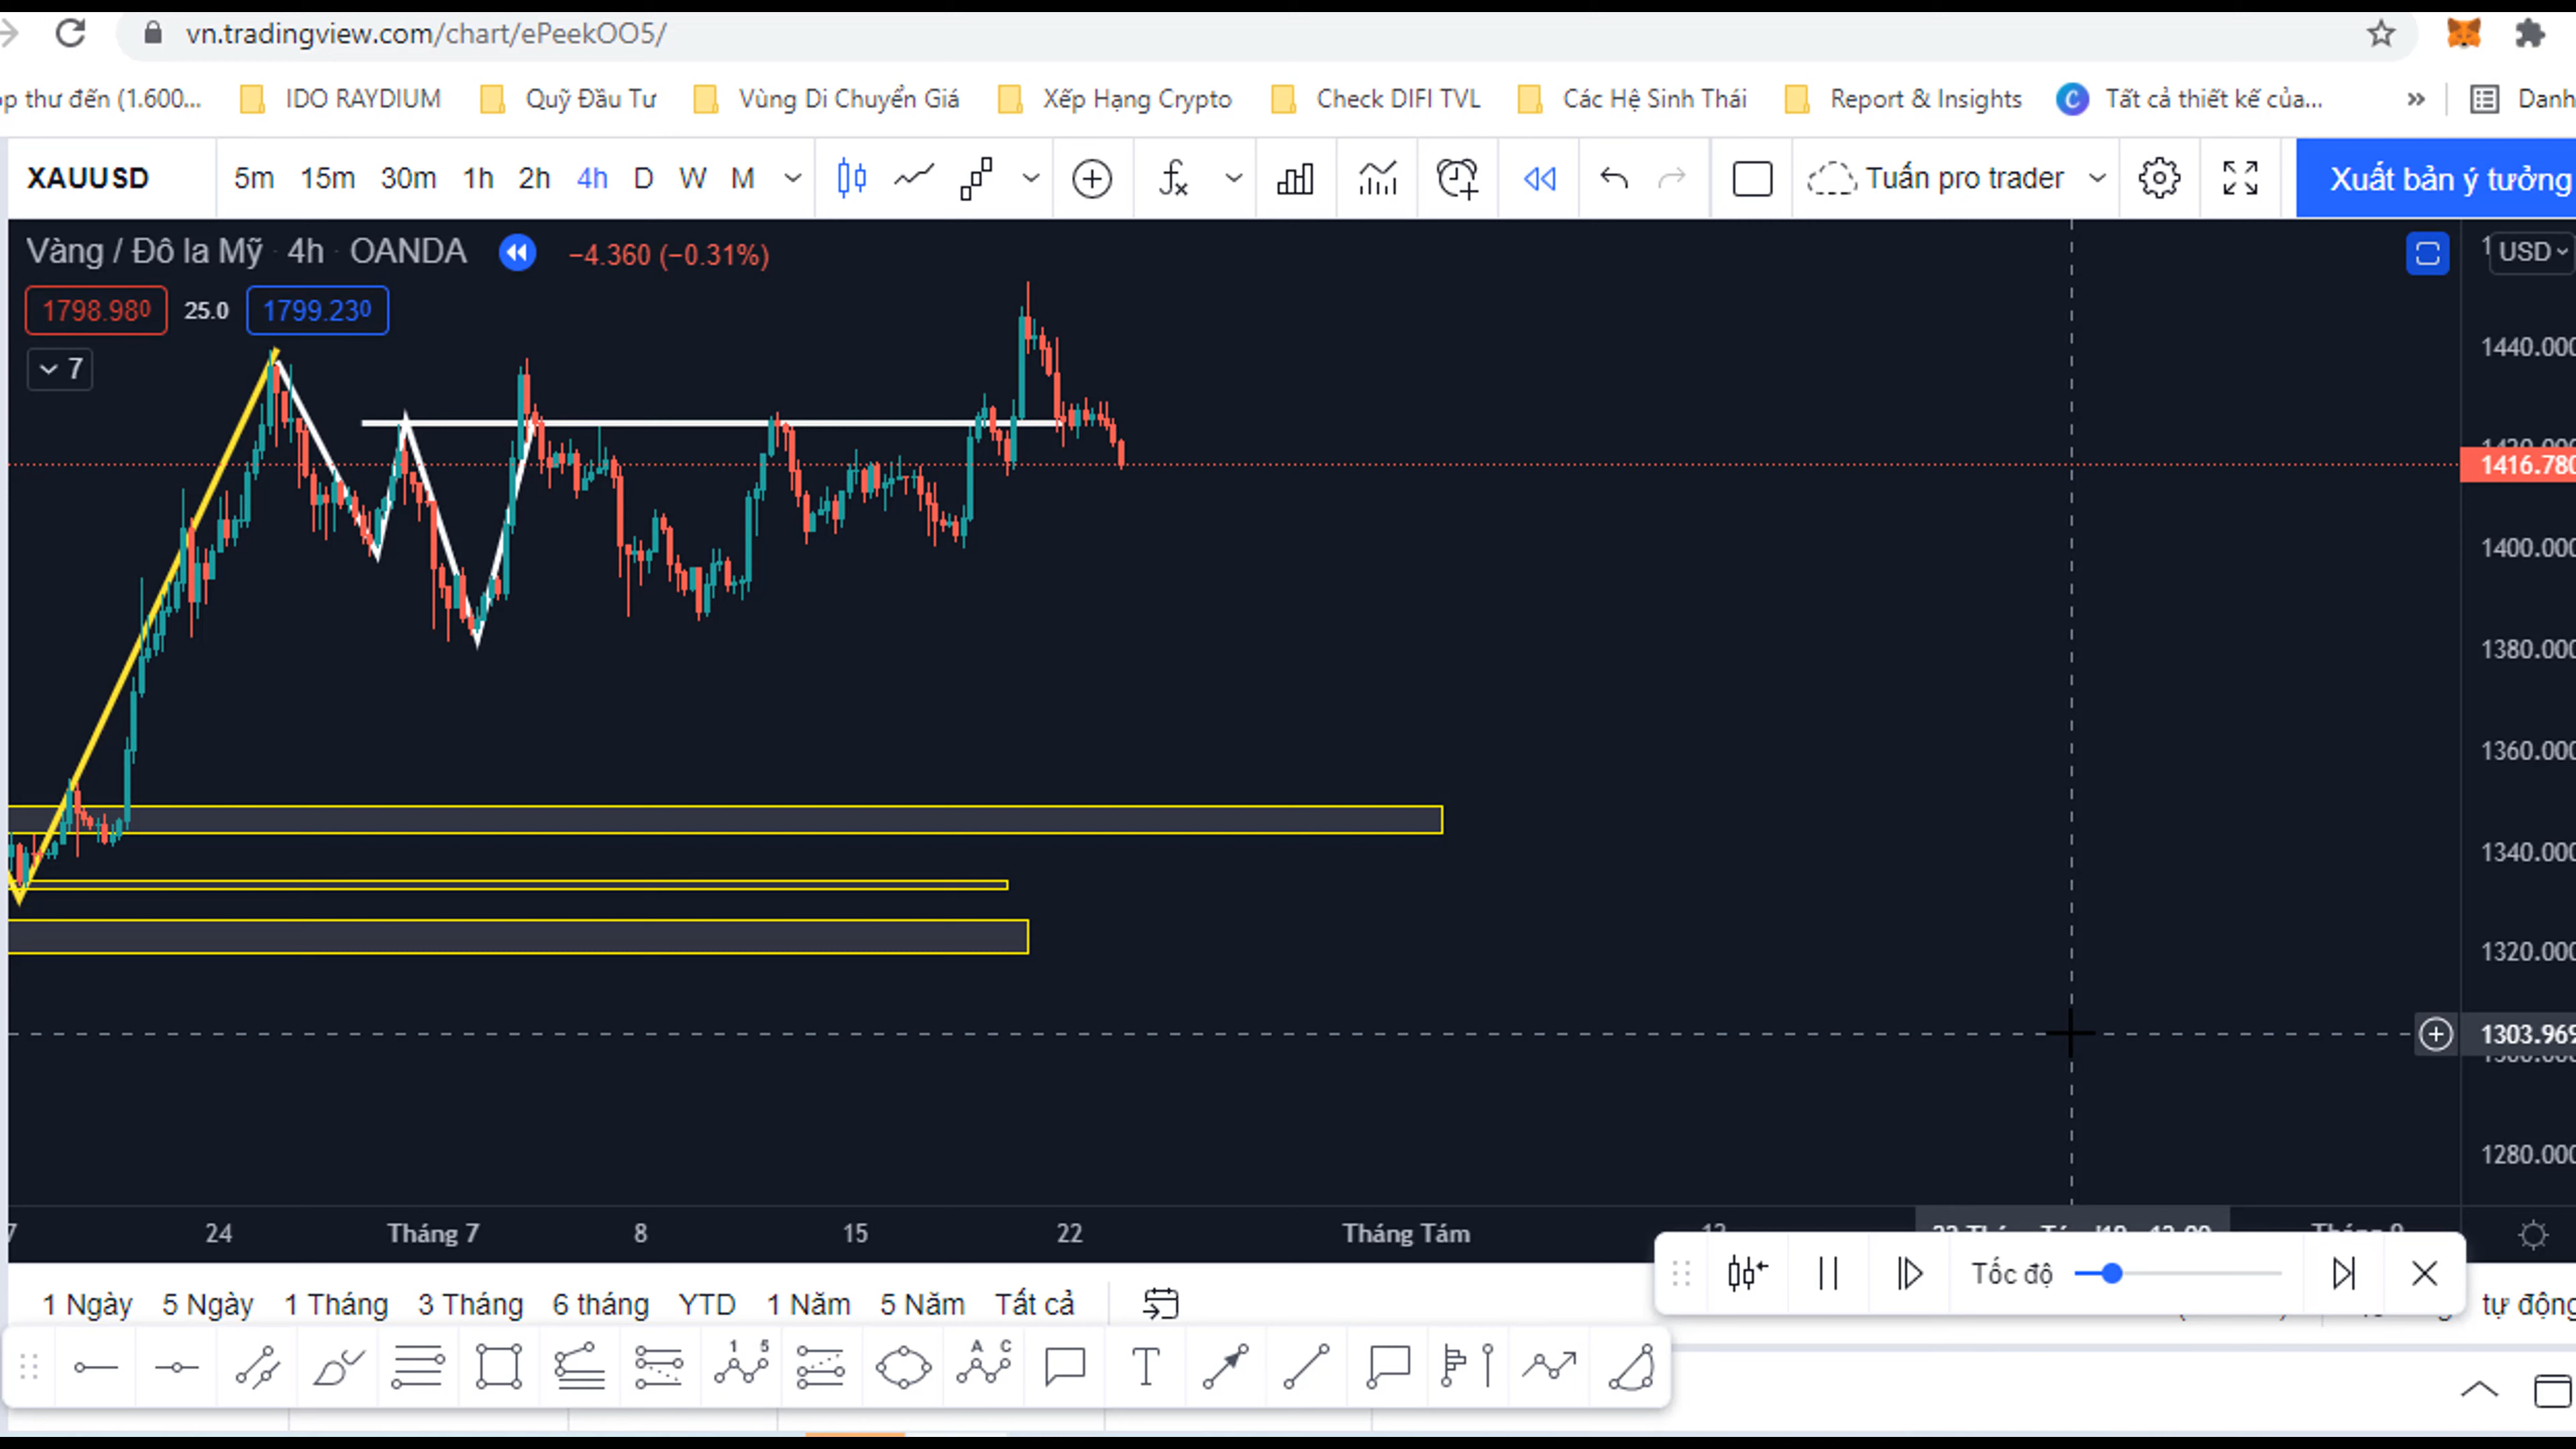 vn.tradingview.com/chart/ePeekOO5/
thư đến (1.600... IDO RAYDIUM Quỹ Đầu Tư Vùng Di Chuyển Giá Xếp Hạng Crypto Check DIFI TVL Các Hệ Sinh Thái Report & Insights Tất cả thiết kế của... » Danh
XAUUSD 5m 15m 30m 1h 2h 4h D W M Tuấn pro trader Xuất bản ý tưởng
Vàng / Đô la Mỹ · 4h · OANDA −4.360 (−0.31%) USD
1798.980 25.0 1799.230
7
1440.000
1416.780
1400.000
1380.000
1360.000
1340.000
1320.000
1303.969
1280.000
24 Tháng 7 8 15 22 Tháng Tám
Tốc độ
1 Ngày 5 Ngày 1 Tháng 3 Tháng 6 tháng YTD 1 Năm 5 Năm Tất cả tự động
1 5 A C T